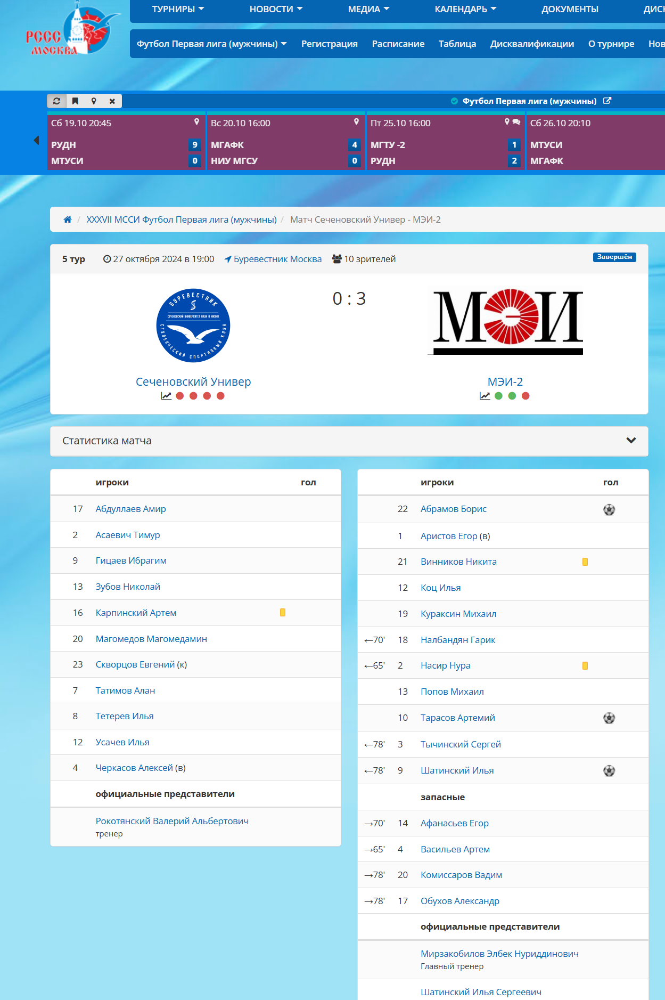 РССС
МОСКВА
ТУРНИРЫ НОВОСТИ МЕДИА КАЛЕНДАРЬ ДОКУМЕНТЫ
Футбол Первая лига (мужчины) Регистрация Расписание Таблица Дисквалификации О турнире
Футбол Первая лига (мужчины)
Сб 19.10 20:45
РУДН 9
МТУСИ 0
Вс 20.10 16:00
МГАФК 4
НИУ МГСУ 0
Пт 25.10 16:00
МГТУ -2 1
РУДН 2
Сб 26.10 20:10
МТУСИ
МГАФК
/ XXXVII МССИ Футбол Первая лига (мужчины) / Матч Сеченовский Универ - МЭИ-2
5 тур 27 октября 2024 в 19:00 Буревестник Москва 10 зрителей Завершён
0 : 3
БУРЕВЕСТНИК
СЕЧЕНОВСКИЙ УНИВЕРСИТЕТ НАУК О ЖИЗНИ
СТУДЕНЧЕСКИЙ СПОРТИВНЫЙ КЛУБ
МЭИ
Сеченовский Универ
МЭИ-2
Статистика матча
игроки гол
17 Абдуллаев Амир
2 Асаевич Тимур
9 Гицаев Ибрагим
13 Зубов Николай
16 Карпинский Артем
20 Магомедов Магомедамин
23 Скворцов Евгений (к)
7 Татимов Алан
8 Тетерев Илья
12 Усачев Илья
4 Черкасов Алексей (в)
официальные представители
Рокотянский Валерий Альбертович
тренер
игроки гол
22 Абрамов Борис
1 Аристов Егор (в)
21 Винников Никита
12 Коц Илья
19 Кураксин Михаил
←70' 18 Налбандян Гарик
←65' 2 Насир Нура
13 Попов Михаил
10 Тарасов Артемий
←78' 3 Тычинский Сергей
←78' 9 Шатинский Илья
запасные
→70' 14 Афанасьев Егор
→65' 4 Васильев Артем
→78' 20 Комиссаров Вадим
→78' 17 Обухов Александр
официальные представители
Мирзакобилов Элбек Нуриддинович
Главный тренер
Шатинский Илья Сергеевич